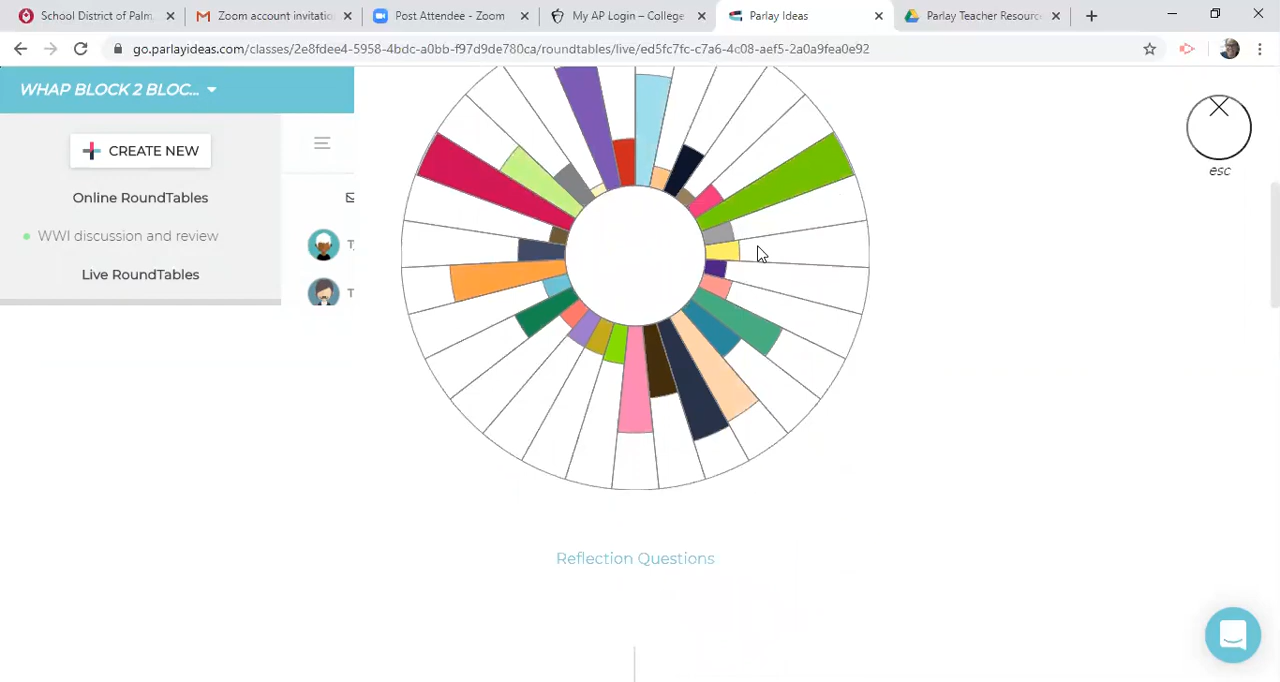 School District of Palm
Zoom account invitatio
Post Attendee - Zoom
My AP Login – College
Parlay Ideas
Parlay Teacher Resourc
go.parlayideas.com/classes/2e8fdee4-5958-4bdc-a0bb-f97d9de780ca/roundtables/live/ed5fc7fc-c7a6-4c08-aef5-2a0a9fea0e92
WHAP BLOCK 2 BLOC...
CREATE NEW
Online RoundTables
WWI discussion and review
Live RoundTables
T
T
esc
Reflection Questions